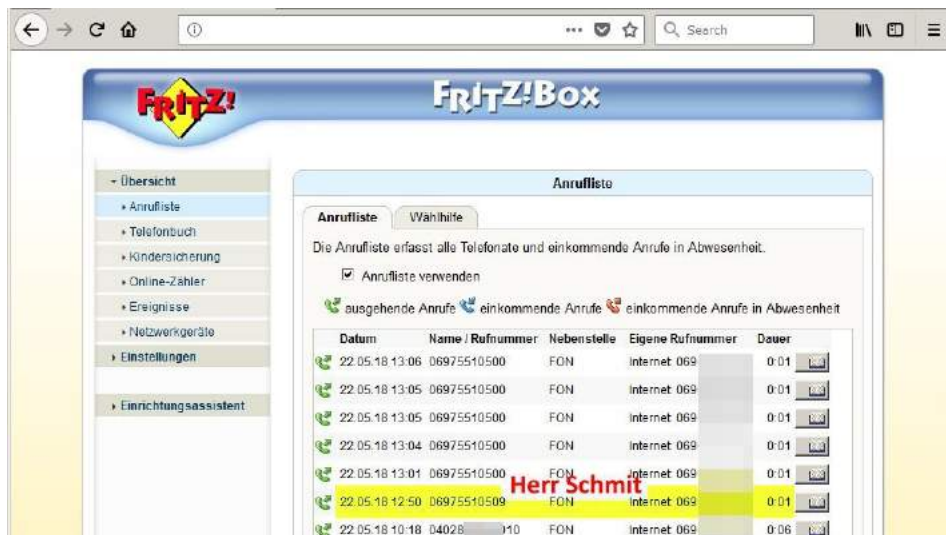 Search
FRITZ!
FRITZ!Box
Übersicht
Anrufliste
Telefonbuch
Kindersicherung
Online-Zähler
Ereignisse
Netzwerkgeräte
Einstellungen
Einrichtungsassistent
Anrufliste
Anrufliste Wählhilfe
Die Anrufliste erfasst alle Telefonate und einkommende Anrufe in Abwesenheit.
Anrufliste verwenden
ausgehende Anrufe einkommende Anrufe einkommende Anrufe in Abwesenheit
Datum Name / Rufnummer Nebenstelle Eigene Rufnummer Dauer
22.05.18 13:06 06975510500 FON Internet 069 0:01
22.05.18 13:05 06975510500 FON Internet 069 0:01
22.05.18 13:05 06975510500 FON Internet 069 0:01
22.05.18 13:04 06975510500 FON Internet 069 0:01
22.05.18 13:01 06975510500 FON Internet 069 0:01
Herr Schmit
22.05.18 12:50 06975510509 FON Internet 069 0:01
22.05.18 10:18 04028 10 FON Internet 069 0:06